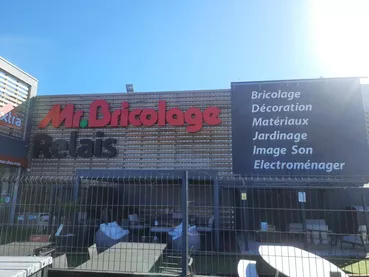 Mr.Bricolage
Relais
Bricolage
Décoration
Matériaux
Jardinage
Image Son
Electroménager